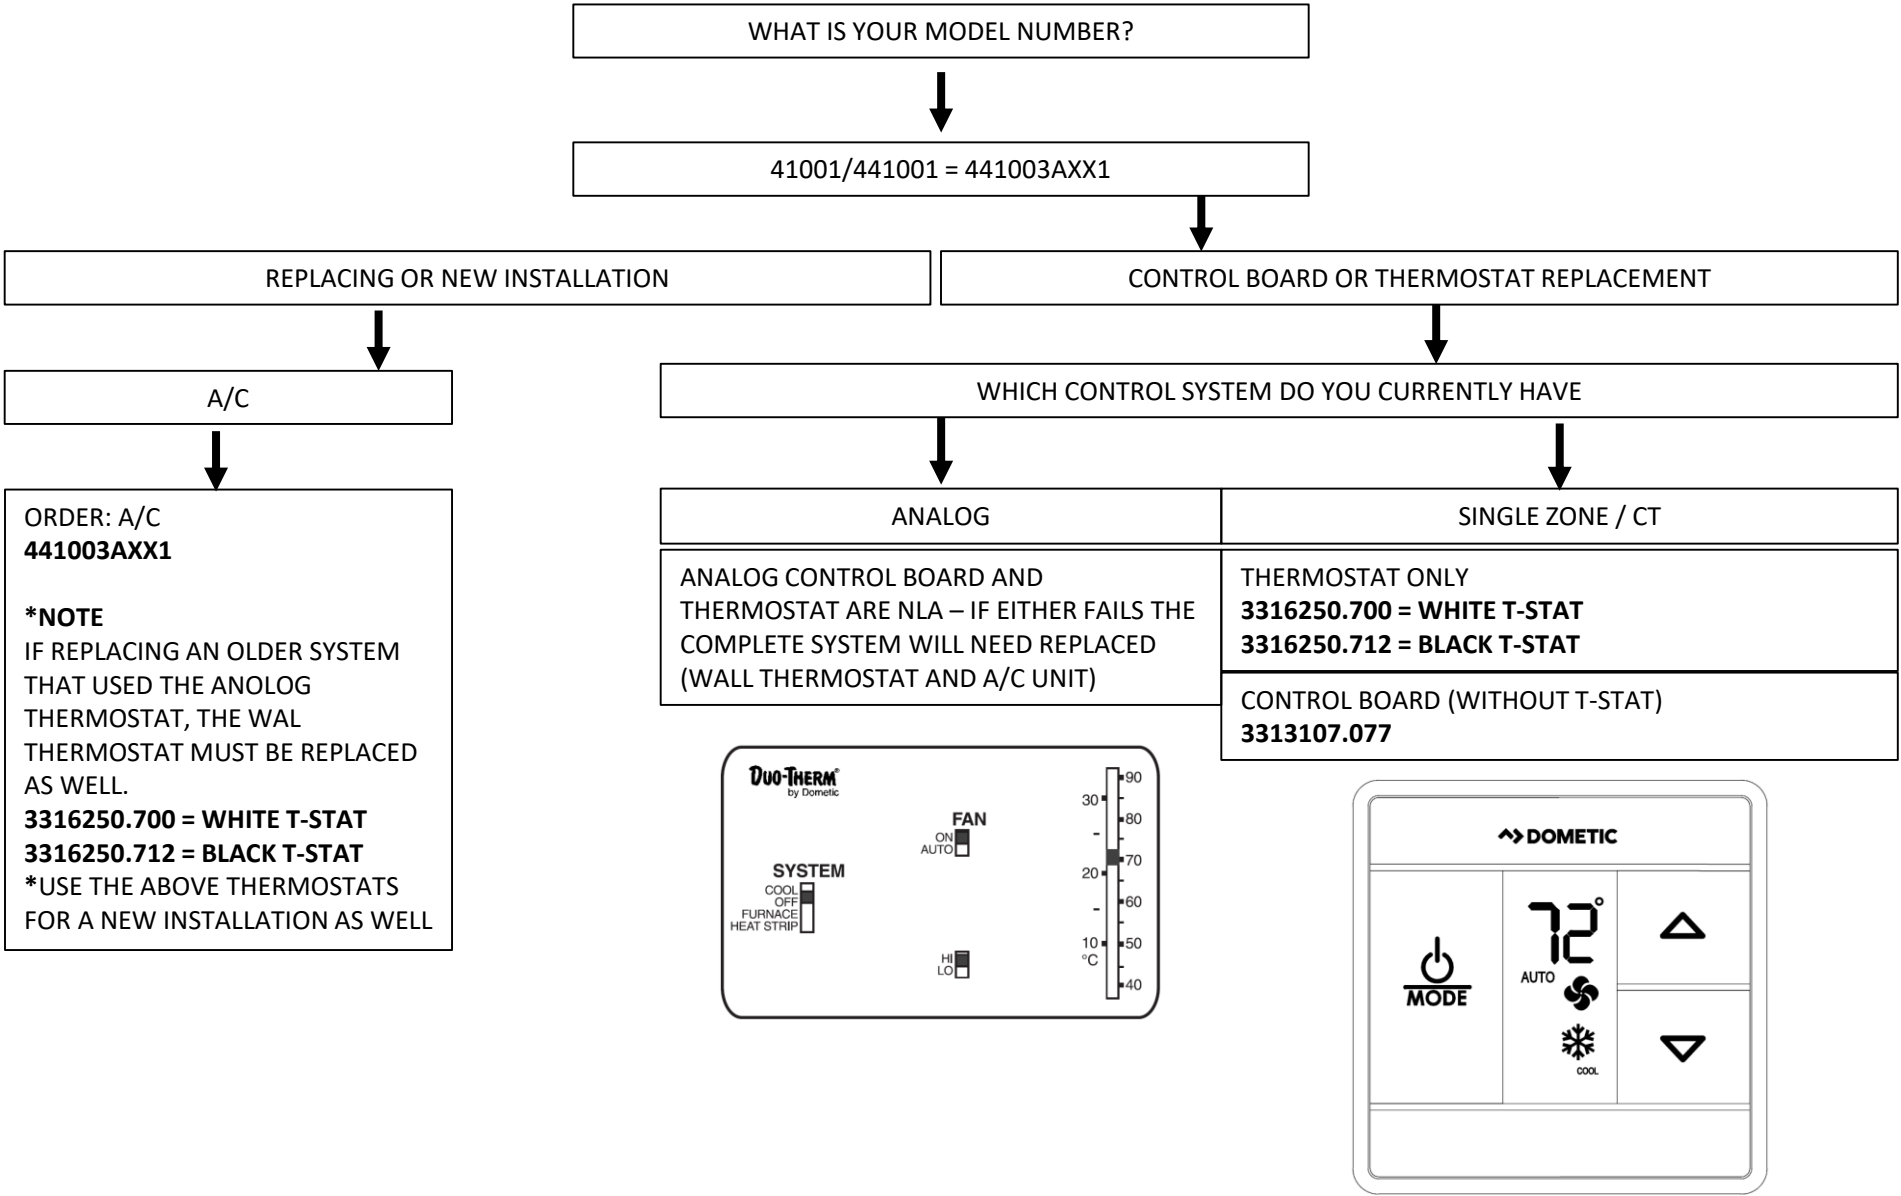 WHAT IS YOUR MODEL NUMBER?
41001/441001 = 441003AXX1
REPLACING OR NEW INSTALLATION
CONTROL BOARD OR THERMOSTAT REPLACEMENT
A/C
WHICH CONTROL SYSTEM DO YOU CURRENTLY HAVE
ORDER: A/C
441003AXX1
*NOTE
IF REPLACING AN OLDER SYSTEM
THAT USED THE ANOLOG
THERMOSTAT, THE WAL
THERMOSTAT MUST BE REPLACED
AS WELL.
3316250.700 = WHITE T-STAT
3316250.712 = BLACK T-STAT
*USE THE ABOVE THERMOSTATS
FOR A NEW INSTALLATION AS WELL
ANALOG
ANALOG CONTROL BOARD AND
THERMOSTAT ARE NLA – IF EITHER FAILS THE
COMPLETE SYSTEM WILL NEED REPLACED
(WALL THERMOSTAT AND A/C UNIT)
SINGLE ZONE / CT
THERMOSTAT ONLY
3316250.700 = WHITE T-STAT
3316250.712 = BLACK T-STAT
CONTROL BOARD (WITHOUT T-STAT)
3313107.077
DUO-THERM®
by Dometic
FAN
ON
AUTO
SYSTEM
COOL
OFF
FURNACE
HEAT STRIP
HI
LO
30
20
10
°C
90
80
70
60
50
40
DOMETIC
MODE
72°
AUTO
COOL